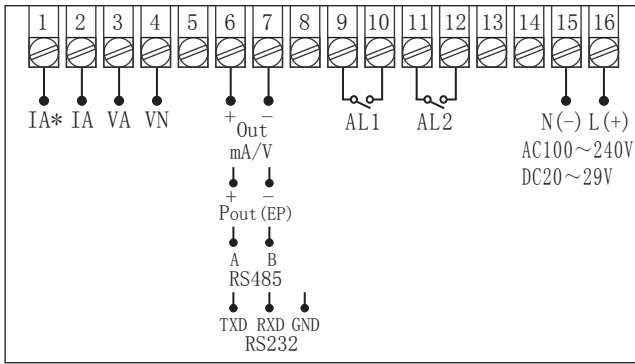 1 2 3 4 5 6 7 8 9 10 11 12 13 14 15 16
IA* IA VA VN + − AL1 AL2 N(−) L(+)
Out
mA/V
AC100～240V
DC20～29V
+ −
Pout(EP)
A B
RS485
TXD RXD GND
RS232